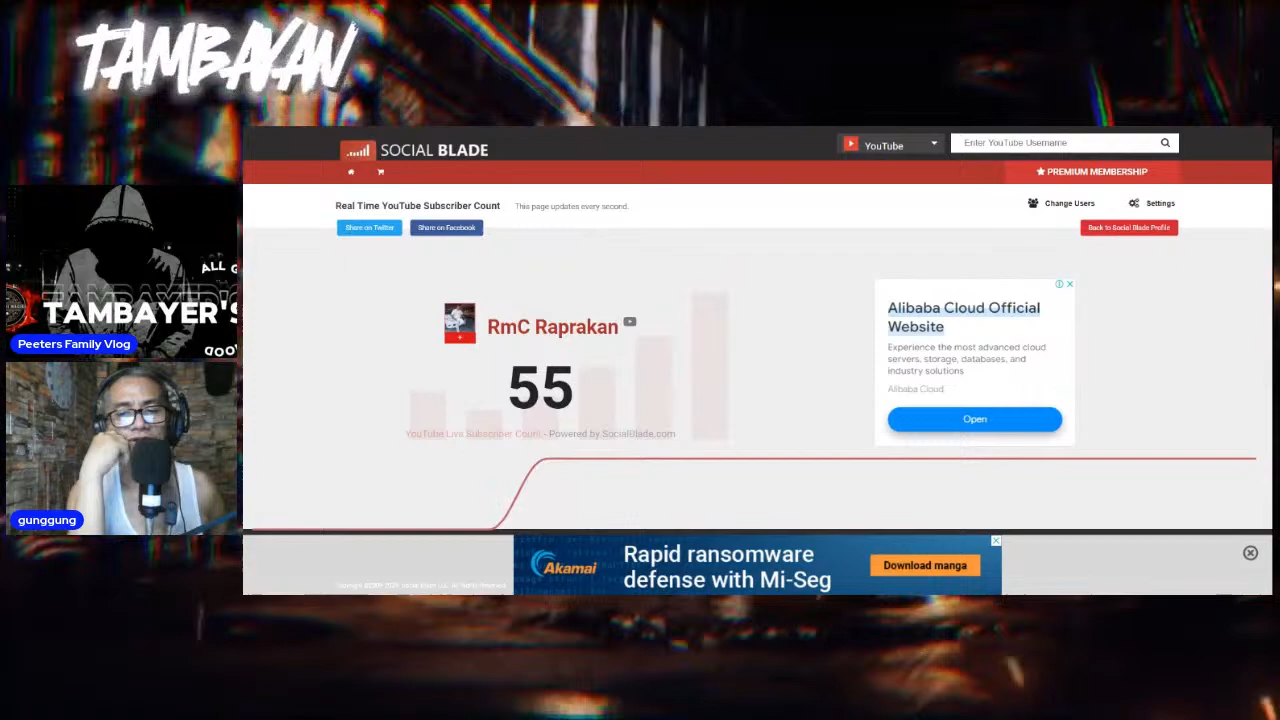 TAMBAYAN
SOCIAL BLADE
YouTube
Enter YouTube Username
PREMIUM MEMBERSHIP
Real Time YouTube Subscriber Count
This page updates every second.
Change Users
Settings
Share on Twitter
Share on Facebook
Back to Social Blade Profile
ALL G
TAMBAYER'S
Peeters Family Vlog
RmC Raprakan
55
YouTube Live Subscriber Count - Powered by SocialBlade.com
Alibaba Cloud Official
Website
Experience the most advanced cloud
servers, storage, databases, and
industry solutions
Alibaba Cloud
Open
gunggung
Akamai
Rapid ransomware
defense with Mi-Seg
Download manga